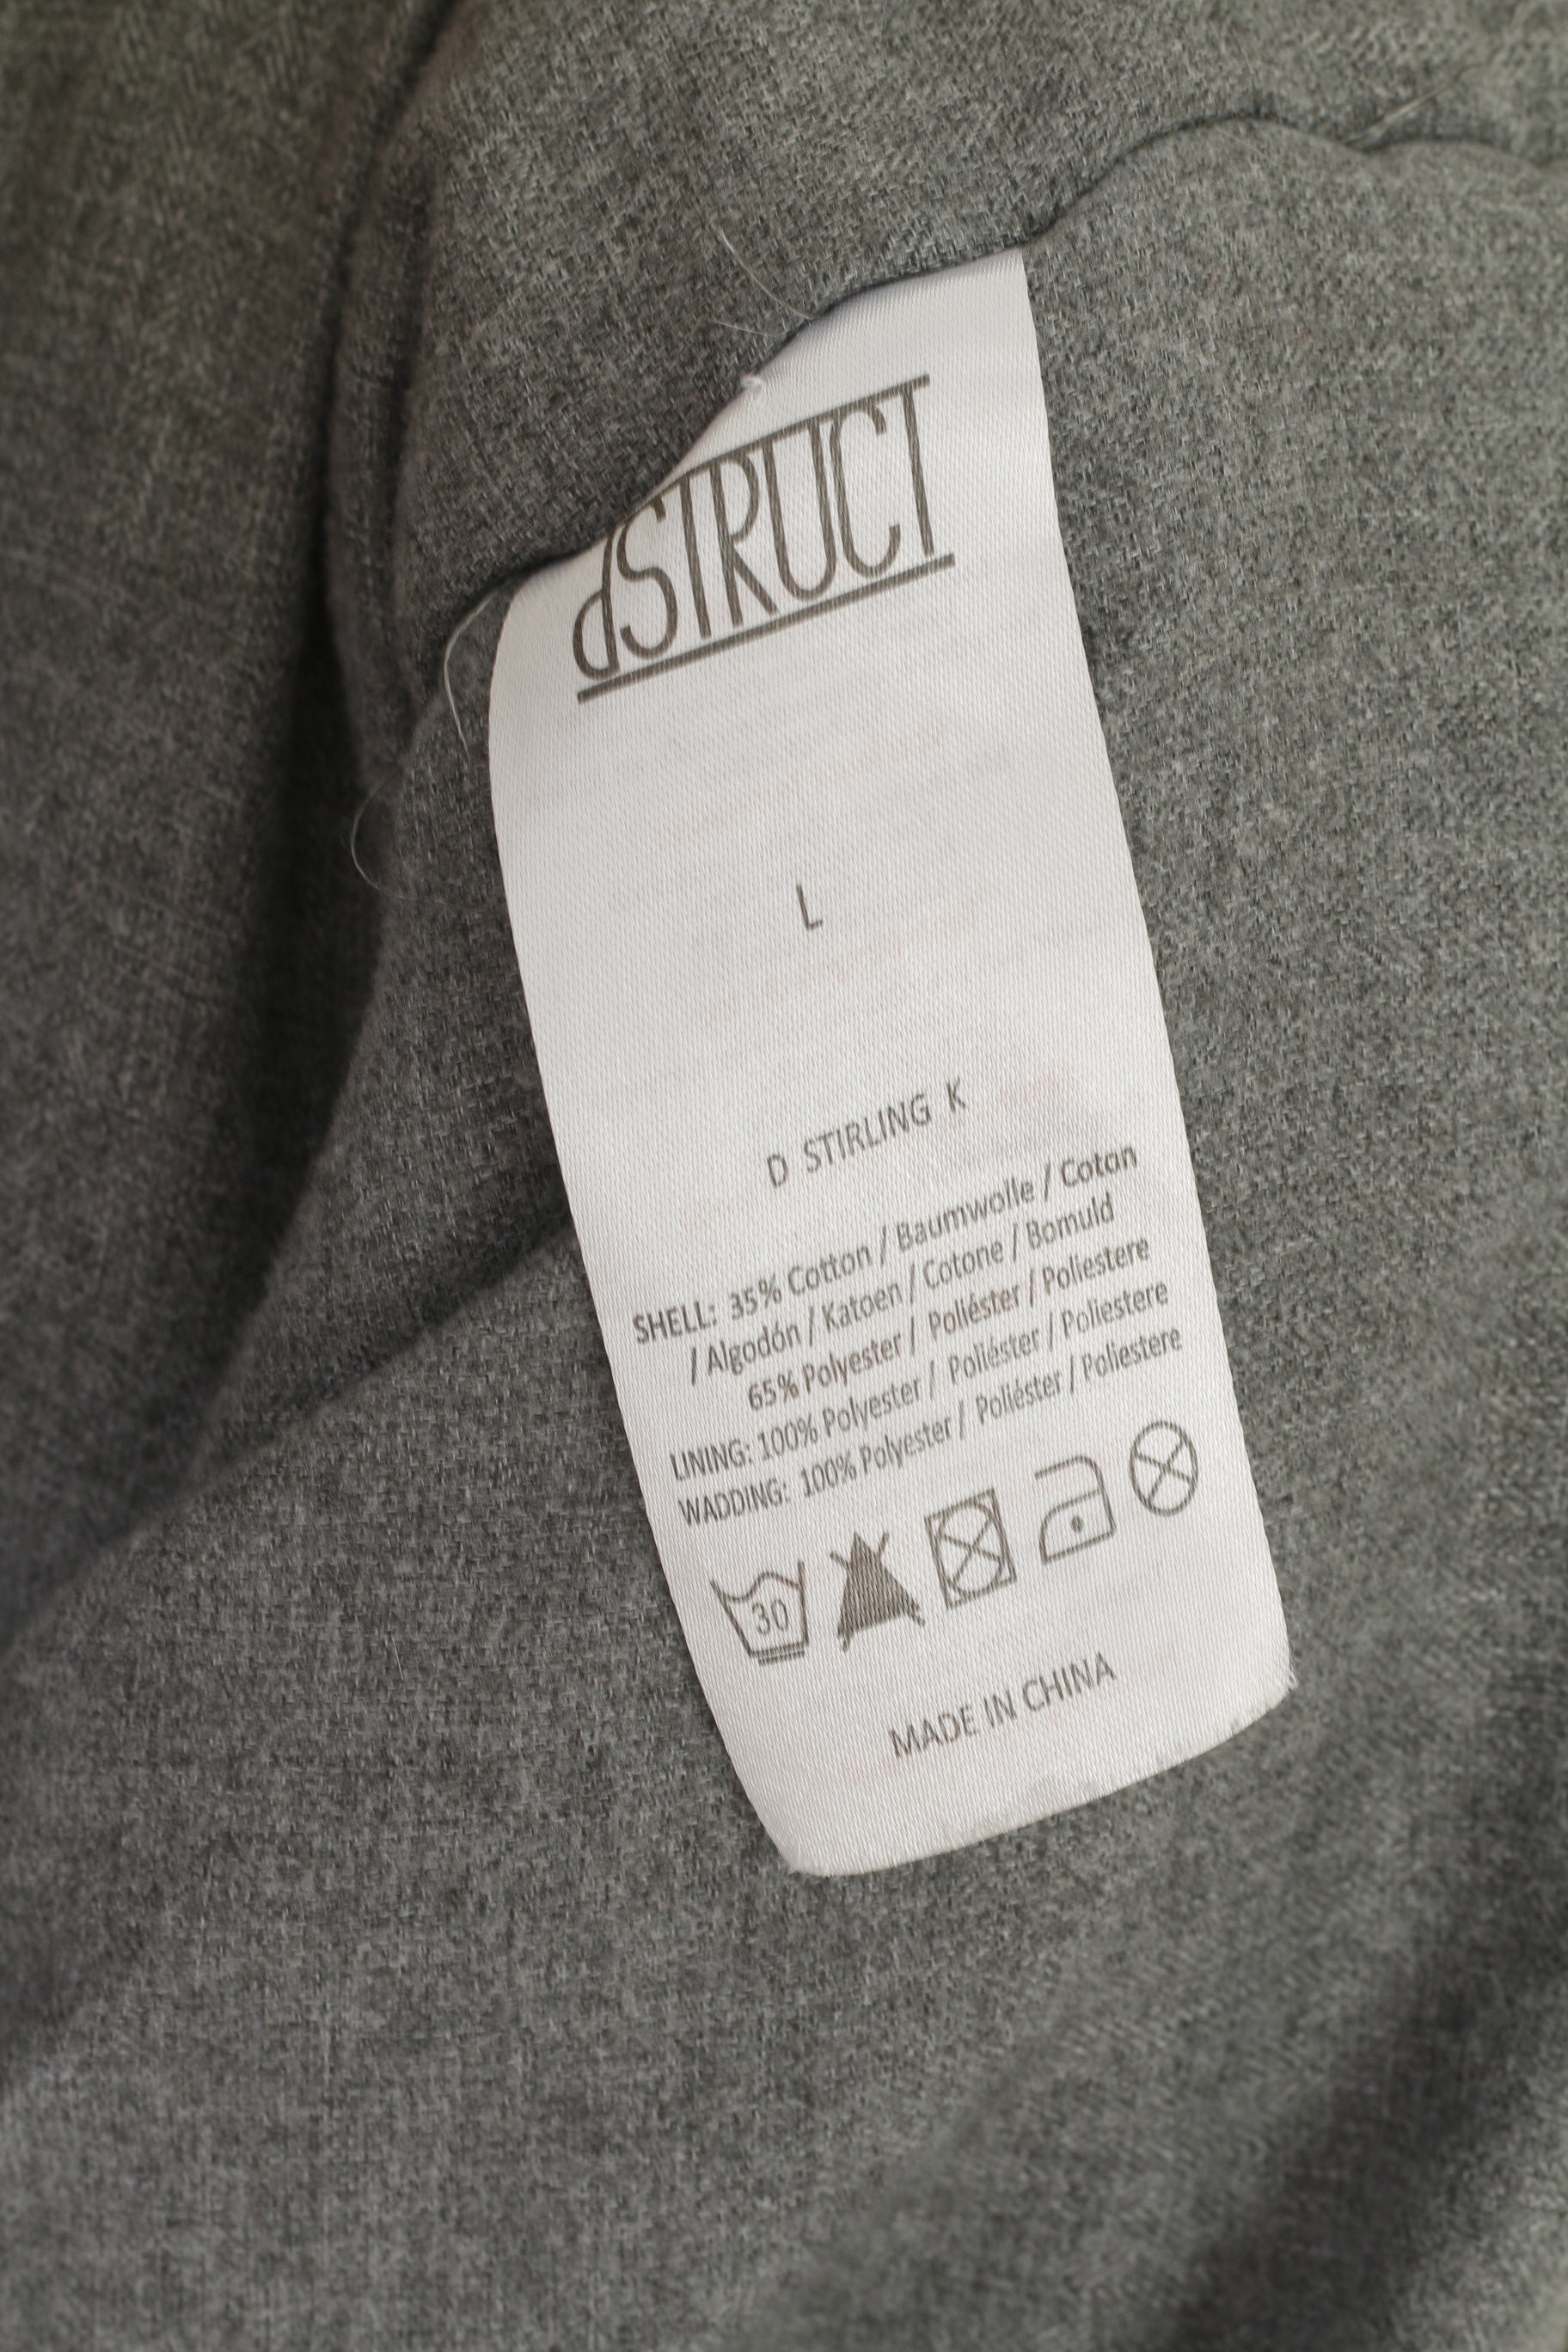 dSTRUCT
L
D STIRLING K
SHELL: 35% Cotton / Baumwolle / Coton
/ Algodón / Katoen / Cotone / Bomuld
65% Polyester / Poliéster / Poliestere
LINING: 100% Polyester / Poliéster / Poliestere
WADDING: 100% Polyester / Poliéster / Poliestere
30
MADE IN CHINA